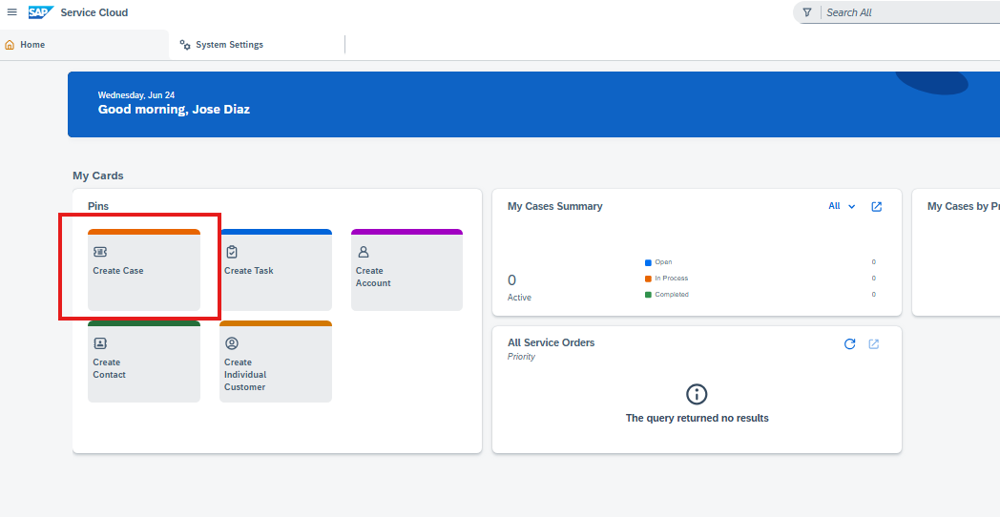 SAP Service Cloud
Search All
Home
System Settings
Wednesday, Jun 24
Good morning, Jose Diaz
My Cards
Pins
Create Case
Create Task
Create
Account
Create
Contact
Create
Individual
Customer
My Cases Summary
All
0
Active
Open 0
In Process 0
Completed 0
All Service Orders
Priority
The query returned no results
My Cases by Pr